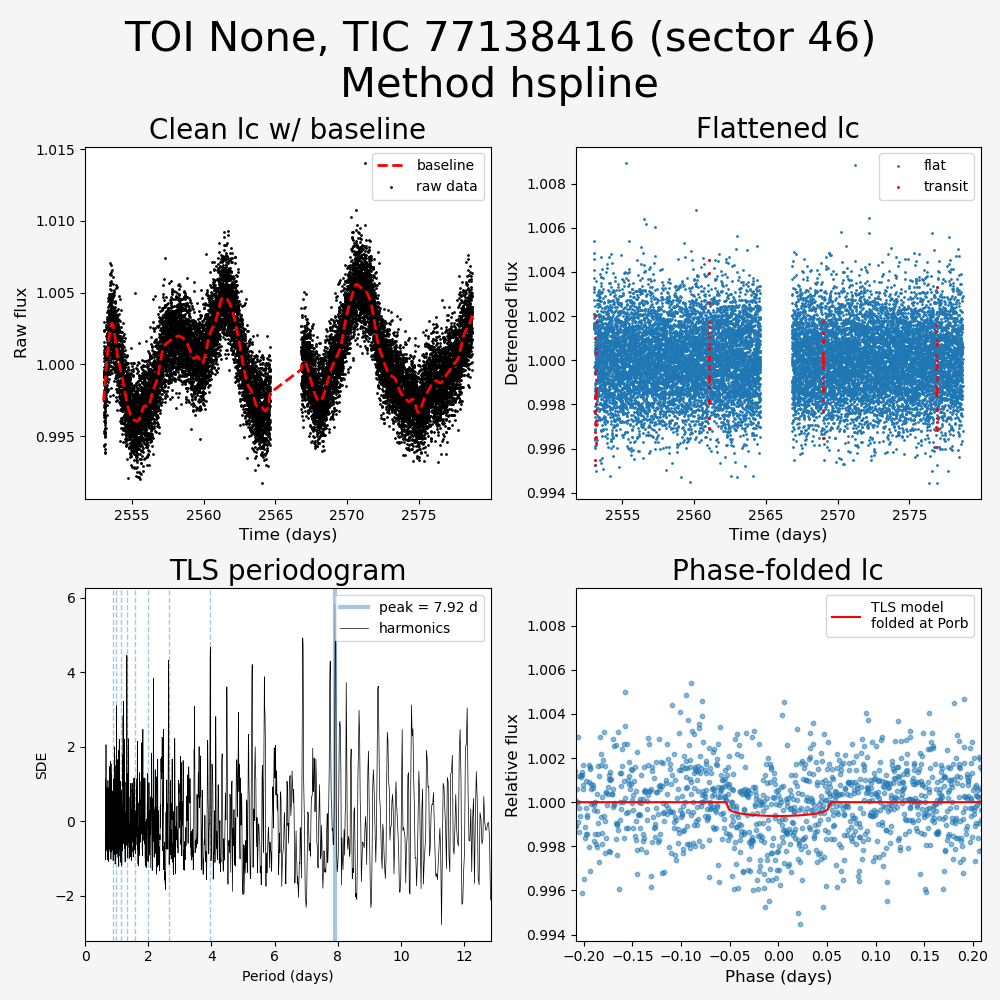 TOI None, TIC 77138416 (sector 46)
Method hspline
Clean lc w/ baseline
Flattened lc
1.015
1.010
1.005
1.000
0.995
Raw flux
baseline
raw data
2555
2560
2565
2570
2575
Time (days)
1.008
1.006
1.004
1.002
1.000
0.998
0.996
0.994
Detrended flux
flat
transit
2555
2560
2565
2570
2575
Time (days)
TLS periodogram
Phase-folded lc
6
4
2
0
−2
SDE
peak = 7.92 d
harmonics
0
2
4
6
8
10
12
Period (days)
1.008
1.006
1.004
1.002
1.000
0.998
0.996
0.994
Relative flux
TLS model
folded at Porb
−0.20
−0.15
−0.10
−0.05
0.00
0.05
0.10
0.15
0.20
Phase (days)